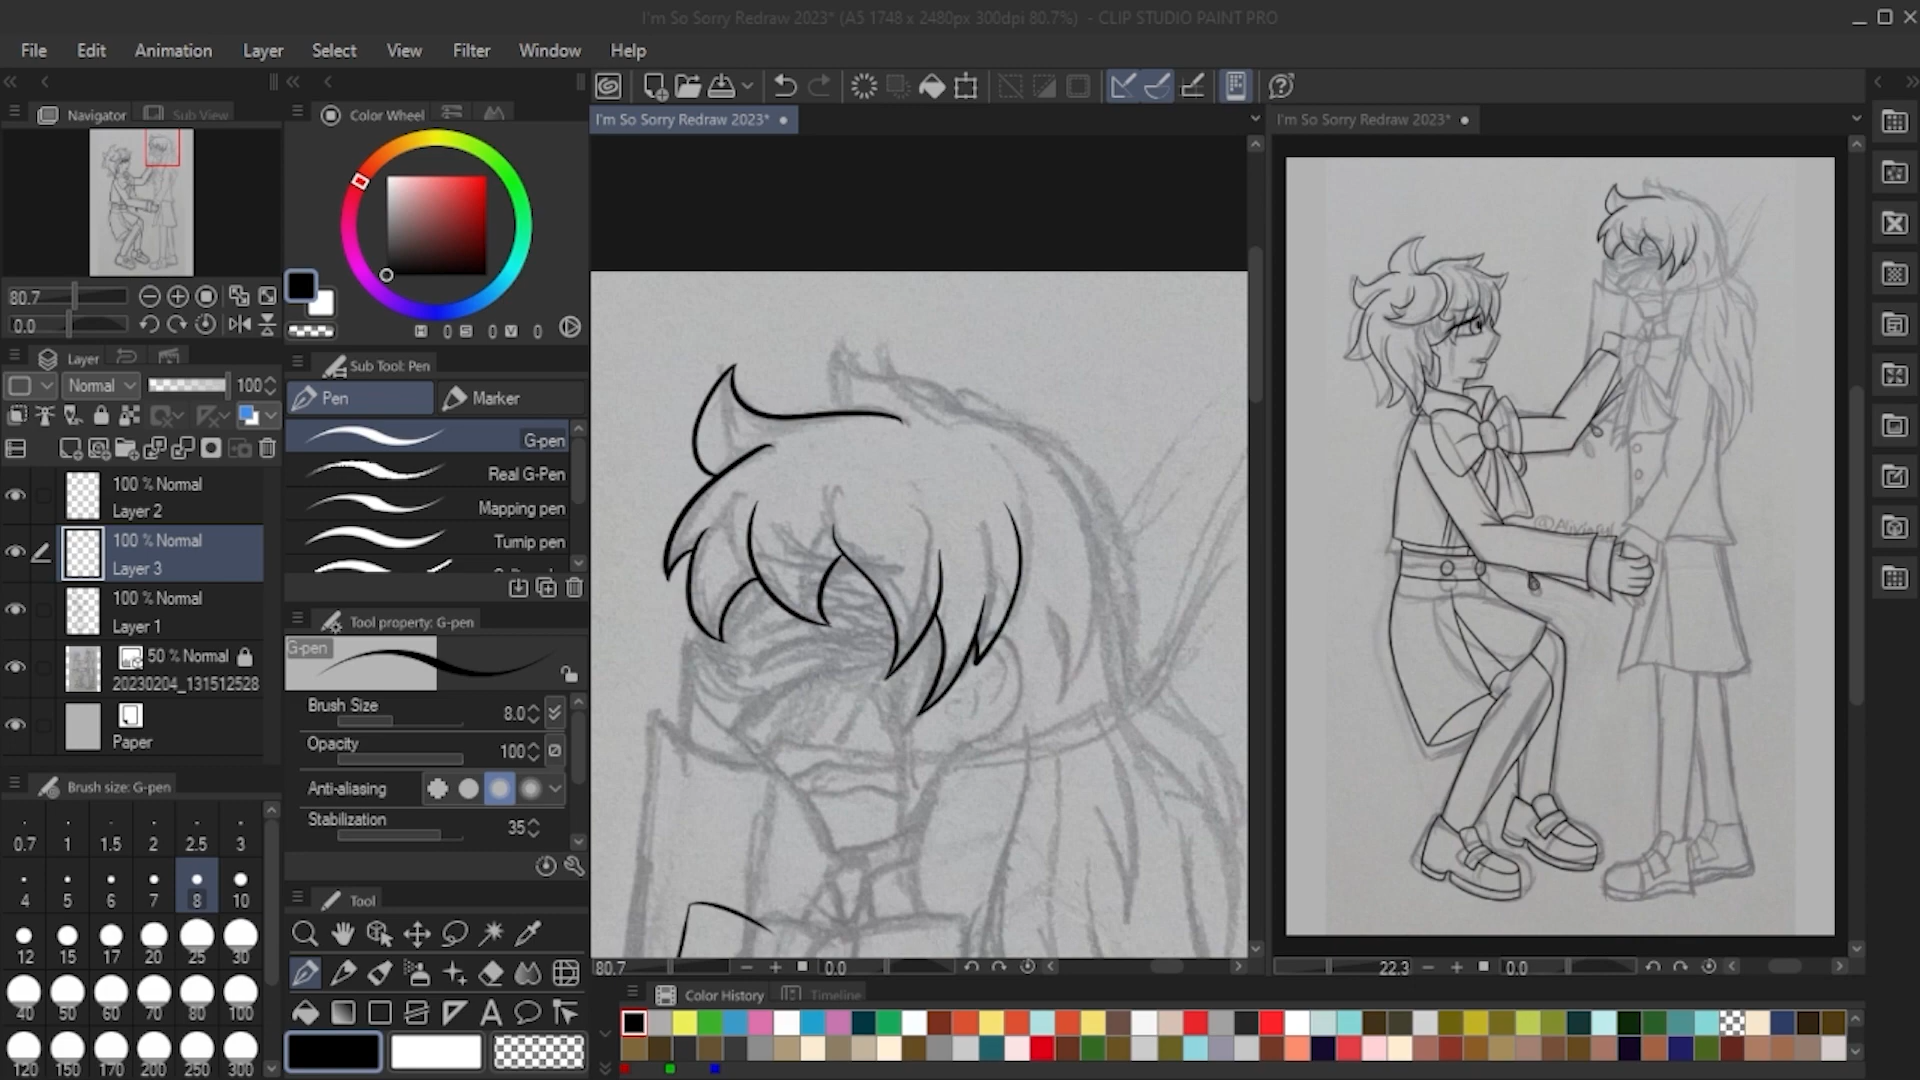 I'm So Sorry Redraw 2023* (A5 1748 x 2480px 300dpi 80.7%) - CLIP STUDIO PAINT PRO
File Edit Animation Layer Select View Filter Window Help
Navigator Sub View
Color Wheel
I'm So Sorry Redraw 2023*
I'm So Sorry Redraw 2023*
80.7
0.0
H 0 S 0 V 0
Layer
Normal 100
Sub Tool: Pen
Pen Marker
G-pen
Real G-Pen
Mapping pen
Turnip pen
100 % Normal
Layer 2
100 % Normal
Layer 3
100 % Normal
Layer 1
50 % Normal
20230204_131512528
Paper
Tool property: G-pen
G-pen
Brush Size 8.0
Opacity 100
Anti-aliasing
Stabilization 35
Brush size: G-pen
0.7 1 1.5 2 2.5 3
4 5 6 7 8 10
12 15 17 20 25 30
40 50 60 70 80 100
120 150 170 200 250 300
Tool
80.7 0.0
22.3 0.0
Color History Timeline